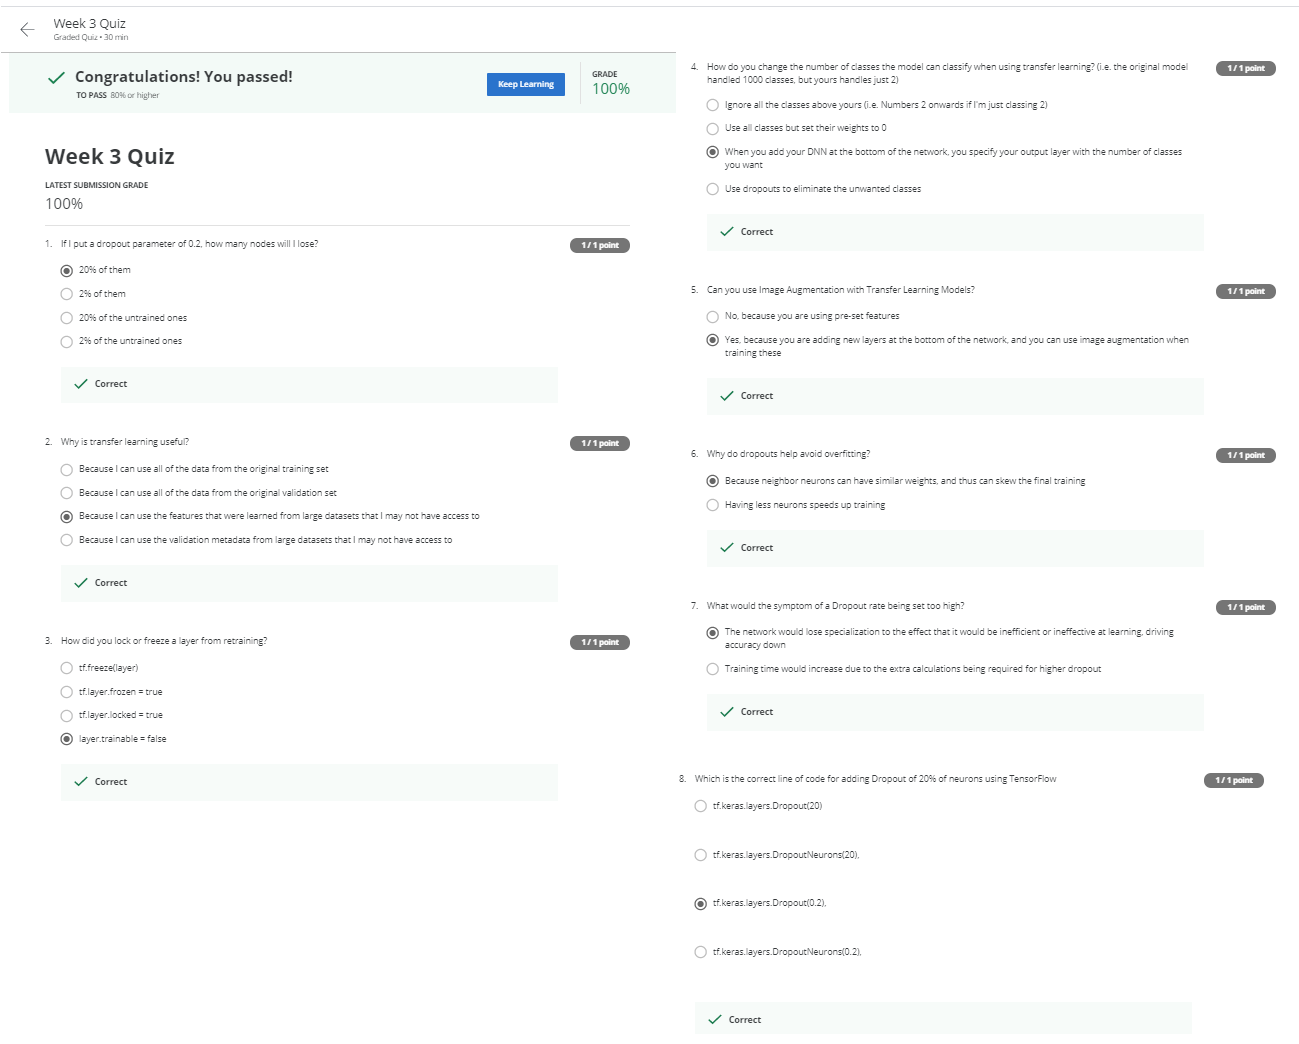 Week 3 Quiz
Graded Quiz • 30 min
Congratulations! You passed!
TO PASS 80% or higher
Keep Learning
GRADE
100%
Week 3 Quiz
LATEST SUBMISSION GRADE
100%
1. If I put a dropout parameter of 0.2, how many nodes will I lose?
1 / 1 point
20% of them
2% of them
20% of the untrained ones
2% of the untrained ones
Correct
2. Why is transfer learning useful?
1 / 1 point
Because I can use all of the data from the original training set
Because I can use all of the data from the original validation set
Because I can use the features that were learned from large datasets that I may not have access to
Because I can use the validation metadata from large datasets that I may not have access to
Correct
3. How did you lock or freeze a layer from retraining?
1 / 1 point
tf.freeze(layer)
tf.layer.frozen = true
tf.layer.locked = true
layer.trainable = false
Correct
4. How do you change the number of classes the model can classify when using transfer learning? (i.e. the original model
handled 1000 classes, but yours handles just 2)
1 / 1 point
Ignore all the classes above yours (i.e. Numbers 2 onwards if I'm just classing 2)
Use all classes but set their weights to 0
When you add your DNN at the bottom of the network, you specify your output layer with the number of classes
you want
Use dropouts to eliminate the unwanted classes
Correct
5. Can you use Image Augmentation with Transfer Learning Models?
1 / 1 point
No, because you are using pre-set features
Yes, because you are adding new layers at the bottom of the network, and you can use image augmentation when
training these
Correct
6. Why do dropouts help avoid overfitting?
1 / 1 point
Because neighbor neurons can have similar weights, and thus can skew the final training
Having less neurons speeds up training
Correct
7. What would the symptom of a Dropout rate being set too high?
1 / 1 point
The network would lose specialization to the effect that it would be inefficient or ineffective at learning, driving
accuracy down
Training time would increase due to the extra calculations being required for higher dropout
Correct
8. Which is the correct line of code for adding Dropout of 20% of neurons using TensorFlow
1 / 1 point
tf.keras.layers.Dropout(20)
tf.keras.layers.DropoutNeurons(20),
tf.keras.layers.Dropout(0.2),
tf.keras.layers.DropoutNeurons(0.2),
Correct